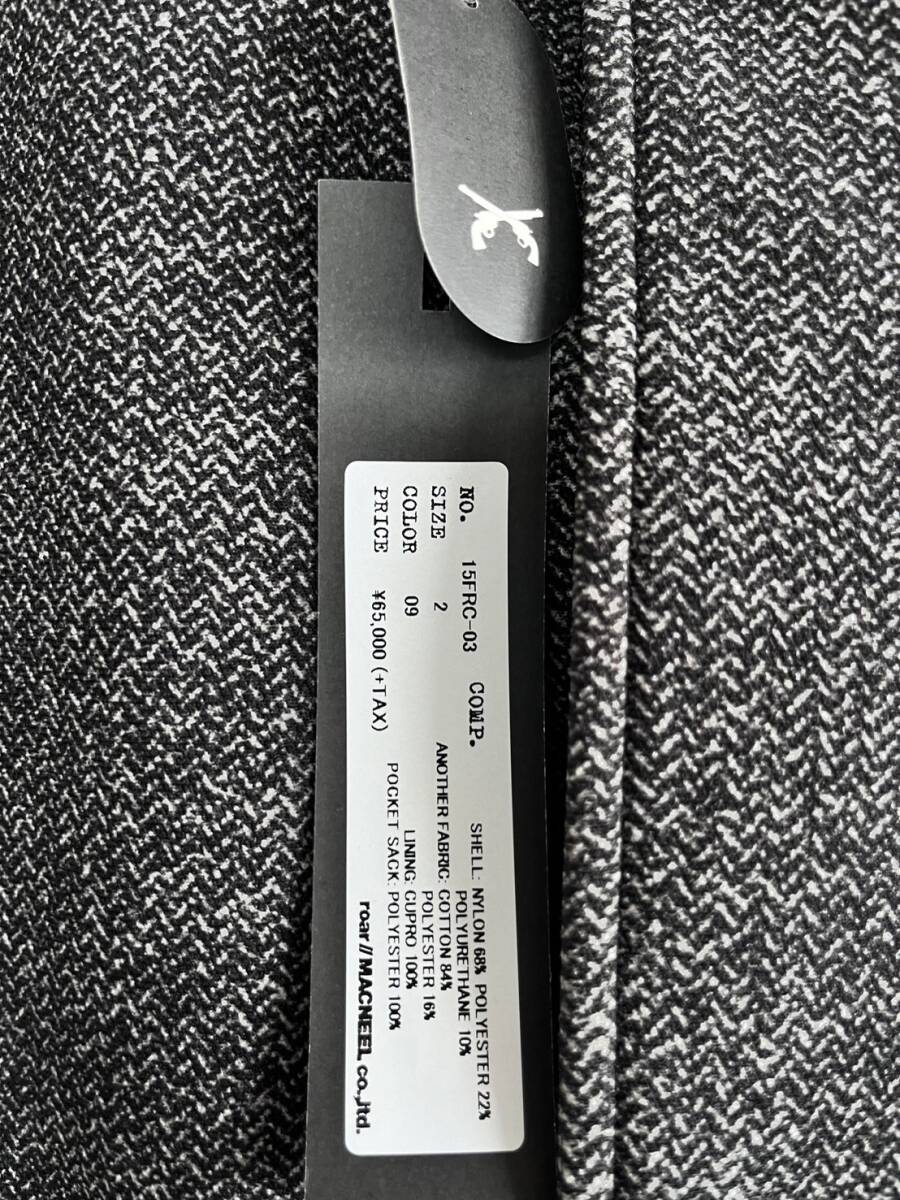 NO. 15FRC-03 COMP. SHELL: NYLON 68% POLYESTER 22%
POLYURETHANE 10%
SIZE 2 ANOTHER FABRIC: COTTON 84%
POLYESTER 16%
COLOR 09 LINING: CUPRO 100%
PRICE ¥65,000 (+TAX) POCKET SACK: POLYESTER 100%
roar//MACNEEL co.,ltd.